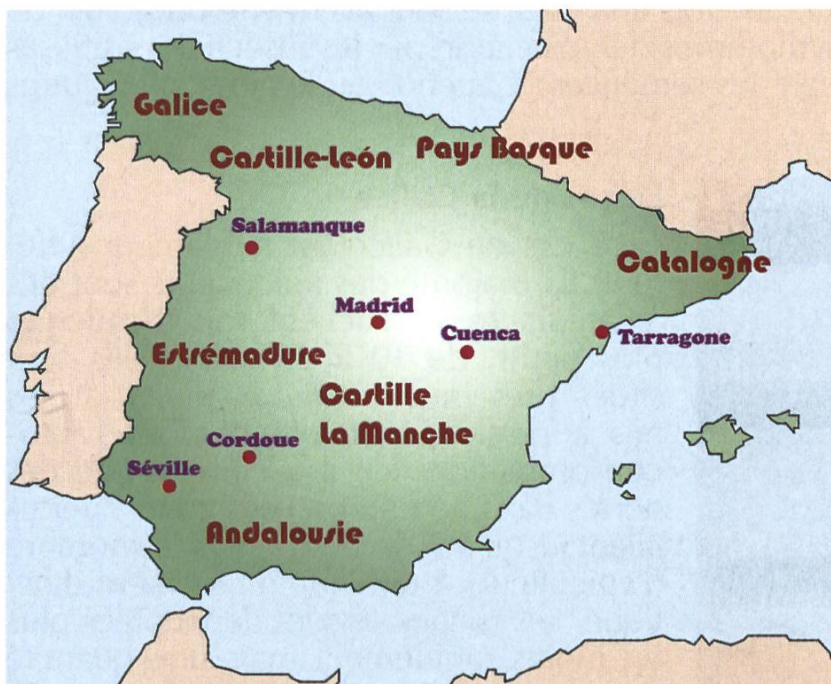 Galice
Castille-León
Pays Basque
Salamanque
Catalogne
Madrid
Cuenca
Tarragone
Estrémadure
Castille
La Manche
Cordoue
Séville
Andalousie